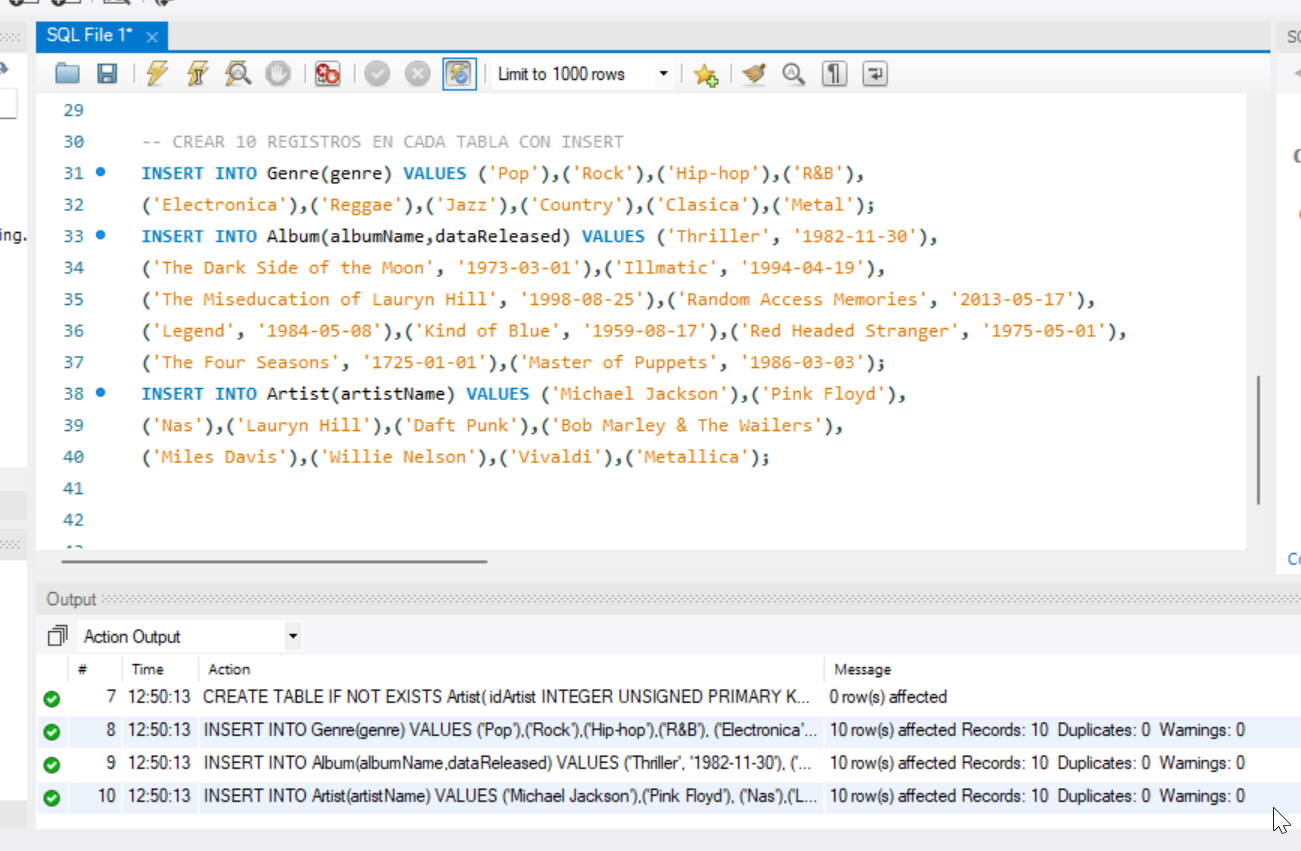 SQL File 1*
SQ
Limit to 1000 rows
29
30 -- CREAR 10 REGISTROS EN CADA TABLA CON INSERT
31 INSERT INTO Genre(genre) VALUES ('Pop'),('Rock'),('Hip-hop'),('R&B'),
32 ('Electronica'),('Reggae'),('Jazz'),('Country'),('Clasica'),('Metal');
ing.
33 INSERT INTO Album(albumName,dataReleased) VALUES ('Thriller', '1982-11-30'),
34 ('The Dark Side of the Moon', '1973-03-01'),('Illmatic', '1994-04-19'),
35 ('The Miseducation of Lauryn Hill', '1998-08-25'),('Random Access Memories', '2013-05-17'),
36 ('Legend', '1984-05-08'),('Kind of Blue', '1959-08-17'),('Red Headed Stranger', '1975-05-01'),
37 ('The Four Seasons', '1725-01-01'),('Master of Puppets', '1986-03-03');
38 INSERT INTO Artist(artistName) VALUES ('Michael Jackson'),('Pink Floyd'),
39 ('Nas'),('Lauryn Hill'),('Daft Punk'),('Bob Marley & The Wailers'),
40 ('Miles Davis'),('Willie Nelson'),('Vivaldi'),('Metallica');
41
42
Co
Output
Action Output
# Time Action Message
7 12:50:13 CREATE TABLE IF NOT EXISTS Artist( idArtist INTEGER UNSIGNED PRIMARY K... 0 row(s) affected
8 12:50:13 INSERT INTO Genre(genre) VALUES ('Pop'),('Rock'),('Hip-hop'),('R&B'), ('Electronica'... 10 row(s) affected Records: 10 Duplicates: 0 Warnings: 0
9 12:50:13 INSERT INTO Album(albumName,dataReleased) VALUES ('Thriller', '1982-11-30'), ('... 10 row(s) affected Records: 10 Duplicates: 0 Warnings: 0
10 12:50:13 INSERT INTO Artist(artistName) VALUES ('Michael Jackson'),('Pink Floyd'), ('Nas'),('L... 10 row(s) affected Records: 10 Duplicates: 0 Warnings: 0